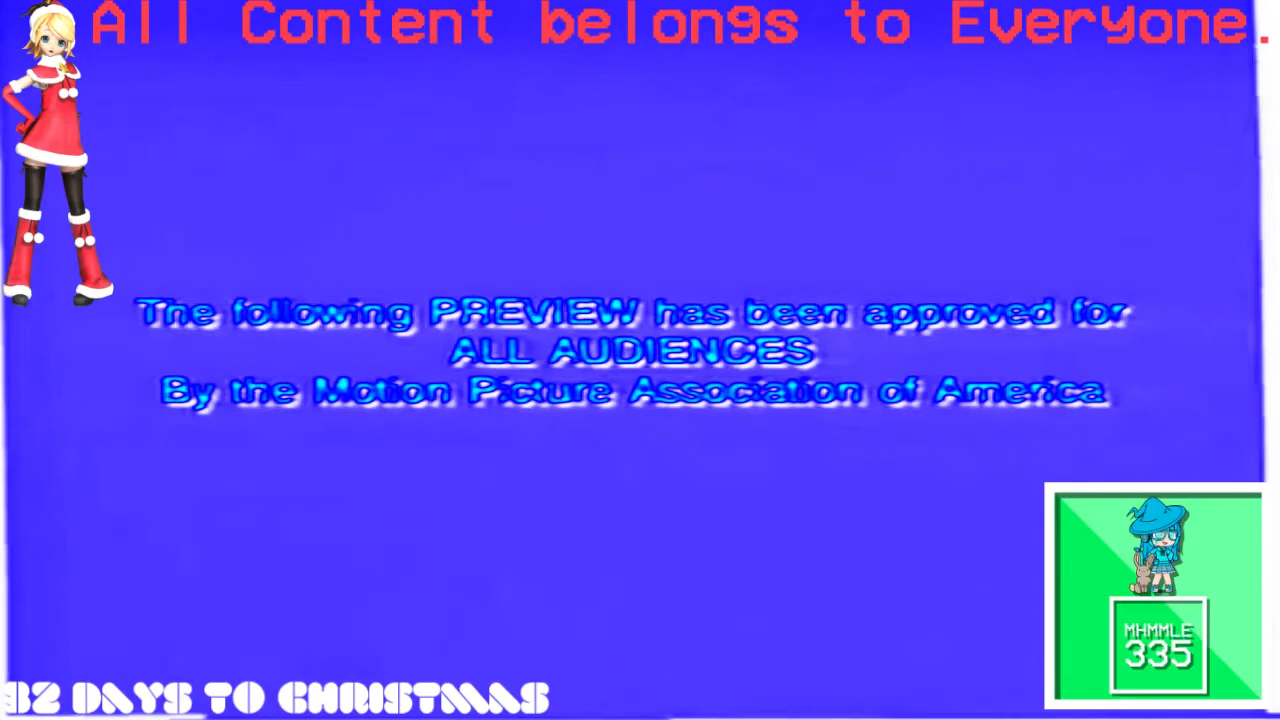 All Content belongs to Everyone.
The following PREVIEW has been approved for
ALL AUDIENCES
By the Motion Picture Association of America
MHMMLE
335
92 DAYS TO CHRISTMAS